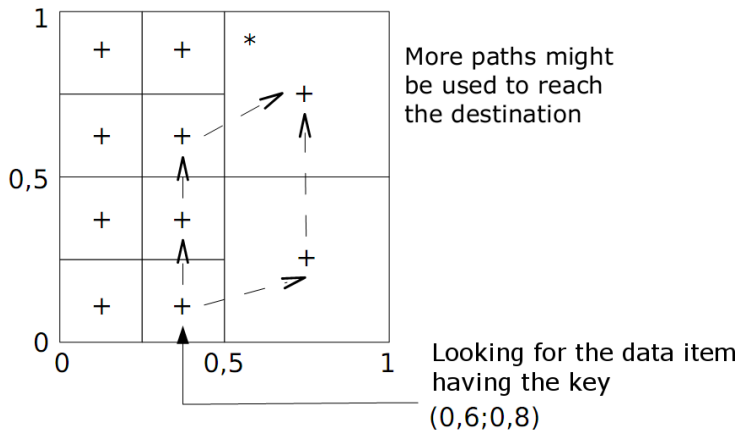 1
+ + *
More paths might
be used to reach
the destination
+
+ +
0,5
+ +
+
+ +
0
0 0,5 1
Looking for the data item
having the key
(0,6;0,8)